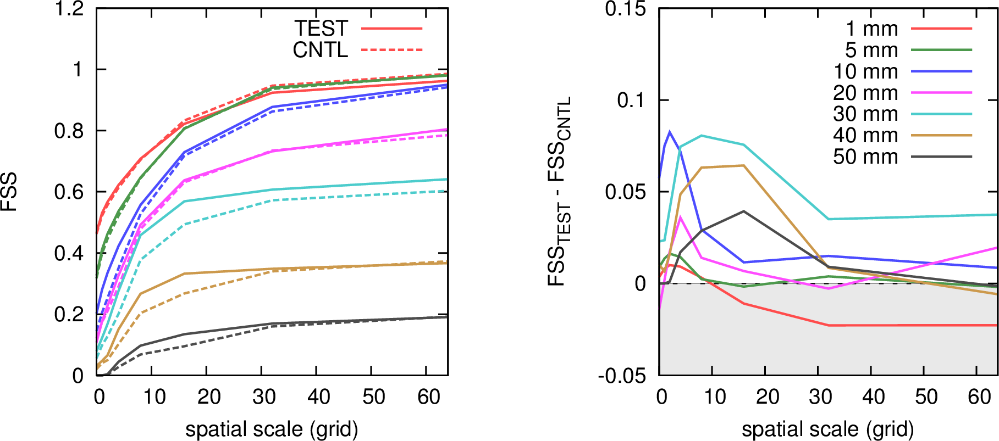 1.2
1
0.8
0.6
0.4
0.2
0
FSS
TEST
CNTL
0 10 20 30 40 50 60
spatial scale (grid)
0.15
0.1
0.05
0
-0.05
FSSTEST - FSSCNTL
1 mm
5 mm
10 mm
20 mm
30 mm
40 mm
50 mm
0 10 20 30 40 50 60
spatial scale (grid)